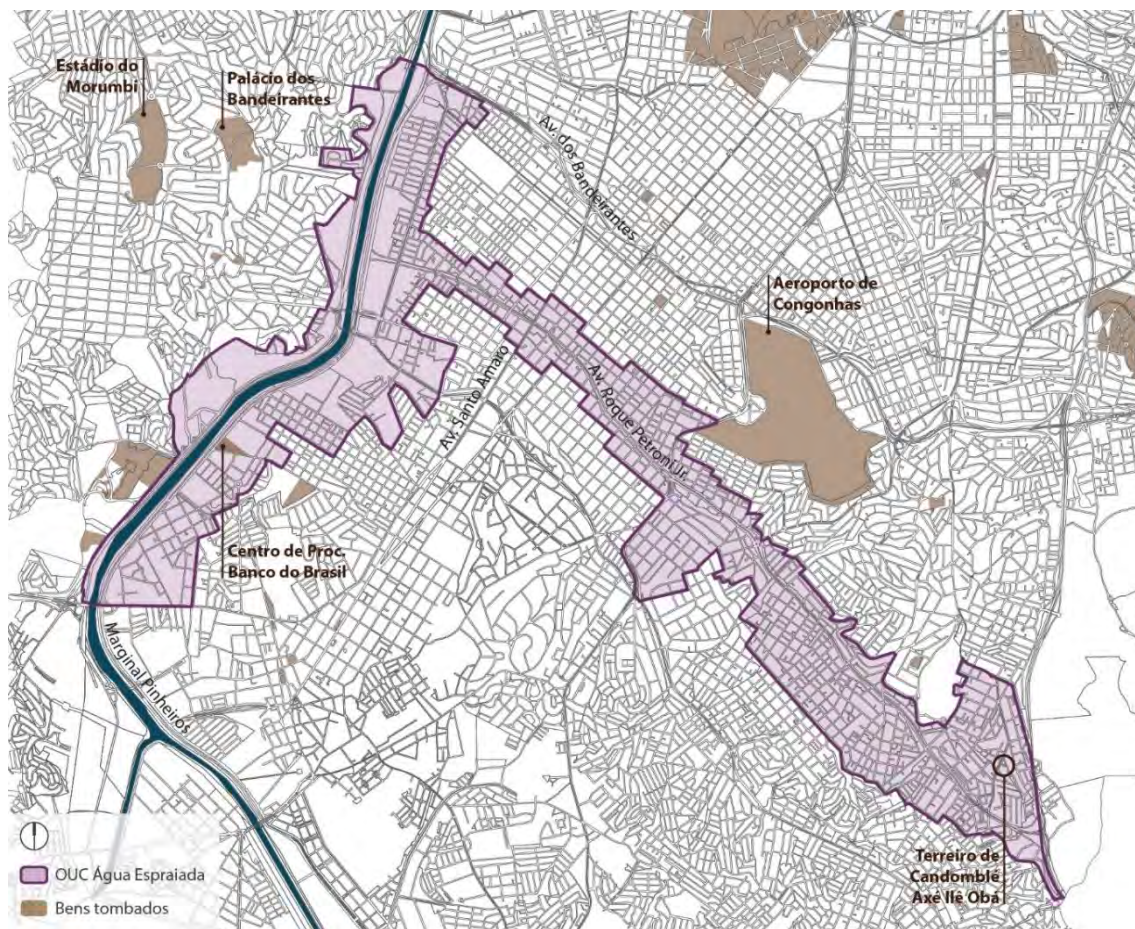 Estádio do
Morumbi
Palácio dos
Bandeirantes
Av. dos Bandeirantes
Aeroporto de
Congonhas
Av. Santo Amaro
Av. Roque Petroni Jr.
Centro de Proc.
Banco do Brasil
Marginal Pinheiros
Terreiro de
Candomblé
Axé Ilê Obá
OUC Água Espraiada
Bens tombados